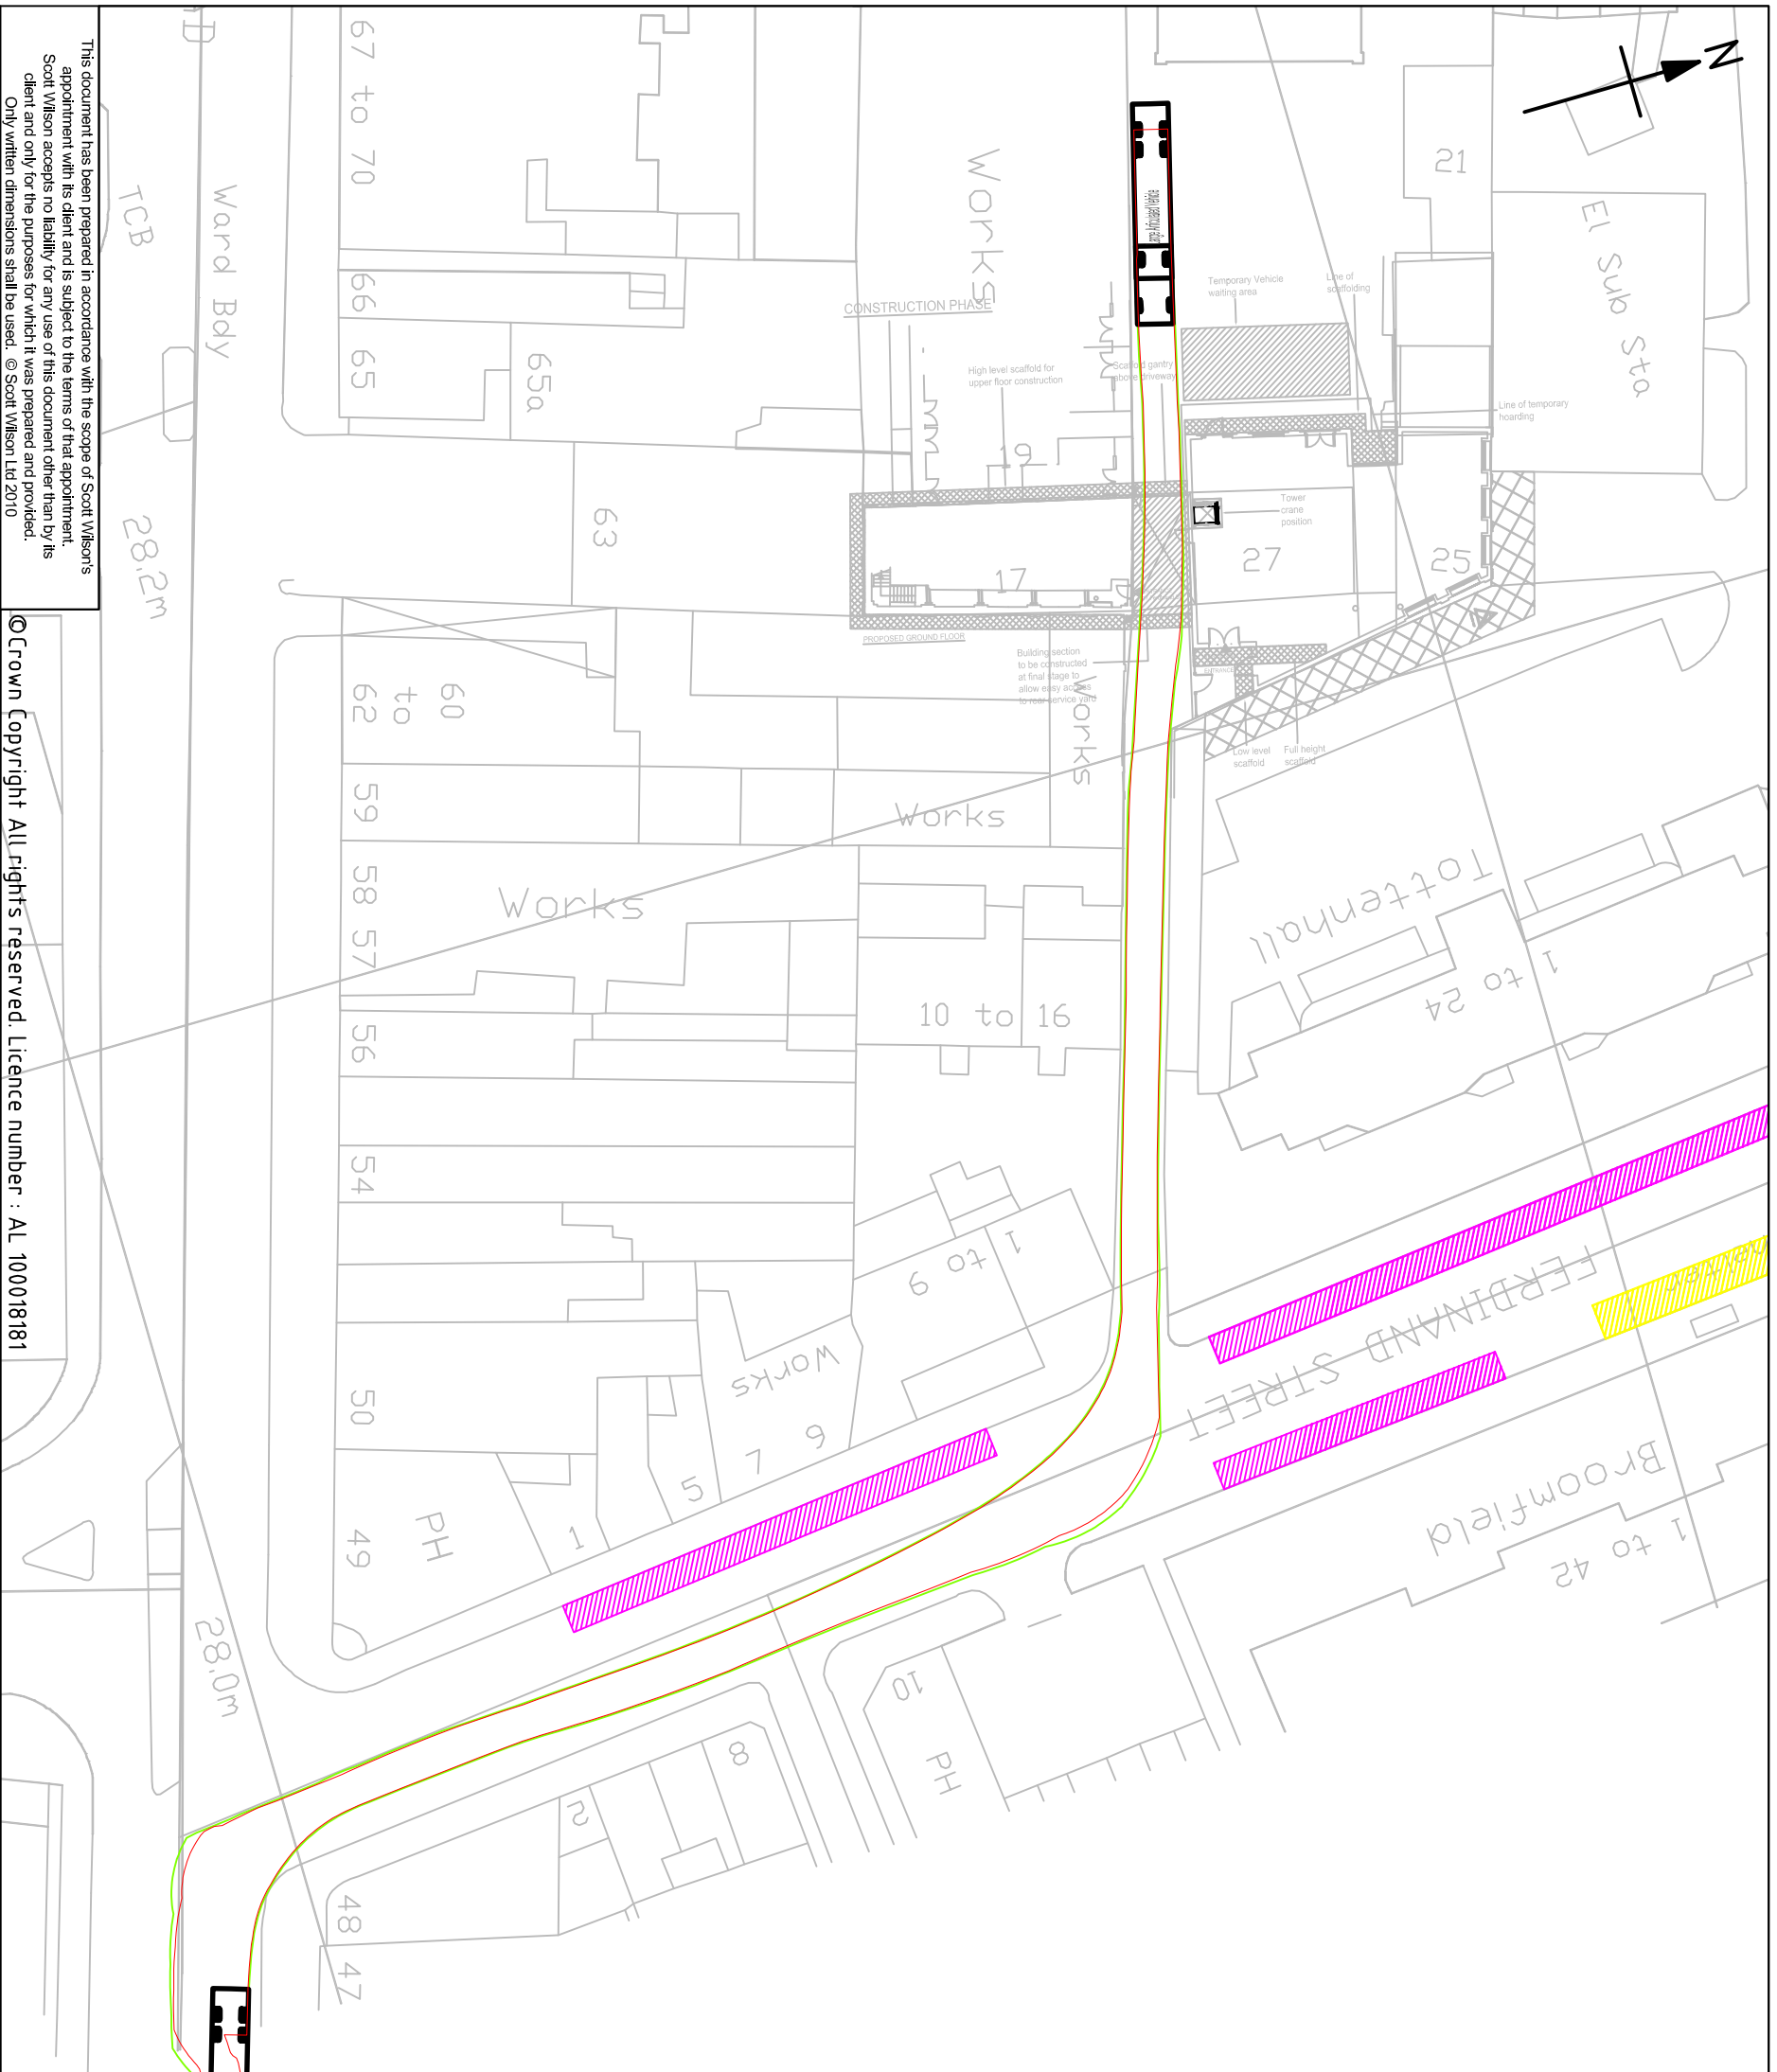 N
21
El Sub Sta
Works
Temporary Vehicle
waiting area
Line of
scaffolding
CONSTRUCTION PHASE
High level scaffold for
upper floor construction
Scaffold gantry
above driveway
Line of temporary
hoarding
19
Tower
crane
position
27
25
17
PROPOSED GROUND FLOOR
Building section
to be constructed
at final stage to
allow easy access
to rear service yard
ENTRANCE
Low level
scaffold
Full height
scaffold
67 to 70
66
65
65a
63
60
to
62
59
58
57
56
54
50
49
48
47
Ward Bdy
TCB
28.2m
28.0m
Works
Works
Works
10 to 16
Tottenhall
1 to 24
1 to 9
Works
FERDINAND STREET
Broomfield
1 to 42
9
7
5
1
PH
10
PH
8
2
This document has been prepared in accordance with the scope of Scott Wilson's
appointment with its client and is subject to the terms of that appointment.
Scott Wilson accepts no liability for any use of this document other than by its
client and only for the purposes for which it was prepared and provided.
Only written dimensions shall be used. © Scott Wilson Ltd 2010
© Crown Copyright All rights reserved. Licence number : AL 100018181